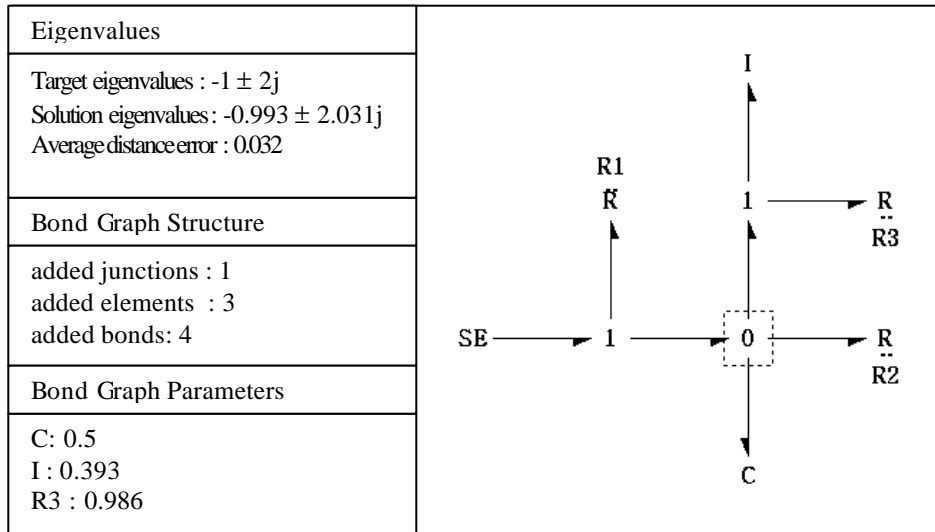 Eigenvalues
Target eigenvalues : -1 ± 2j
Solution eigenvalues : -0.993 ± 2.031j
Average distance error : 0.032
Bond Graph Structure
added junctions : 1
added elements : 3
added bonds: 4
Bond Graph Parameters
C: 0.5
I : 0.393
R3 : 0.986
I
R1
R̈ 1 R
R3
SE 1 0 R
R2
C